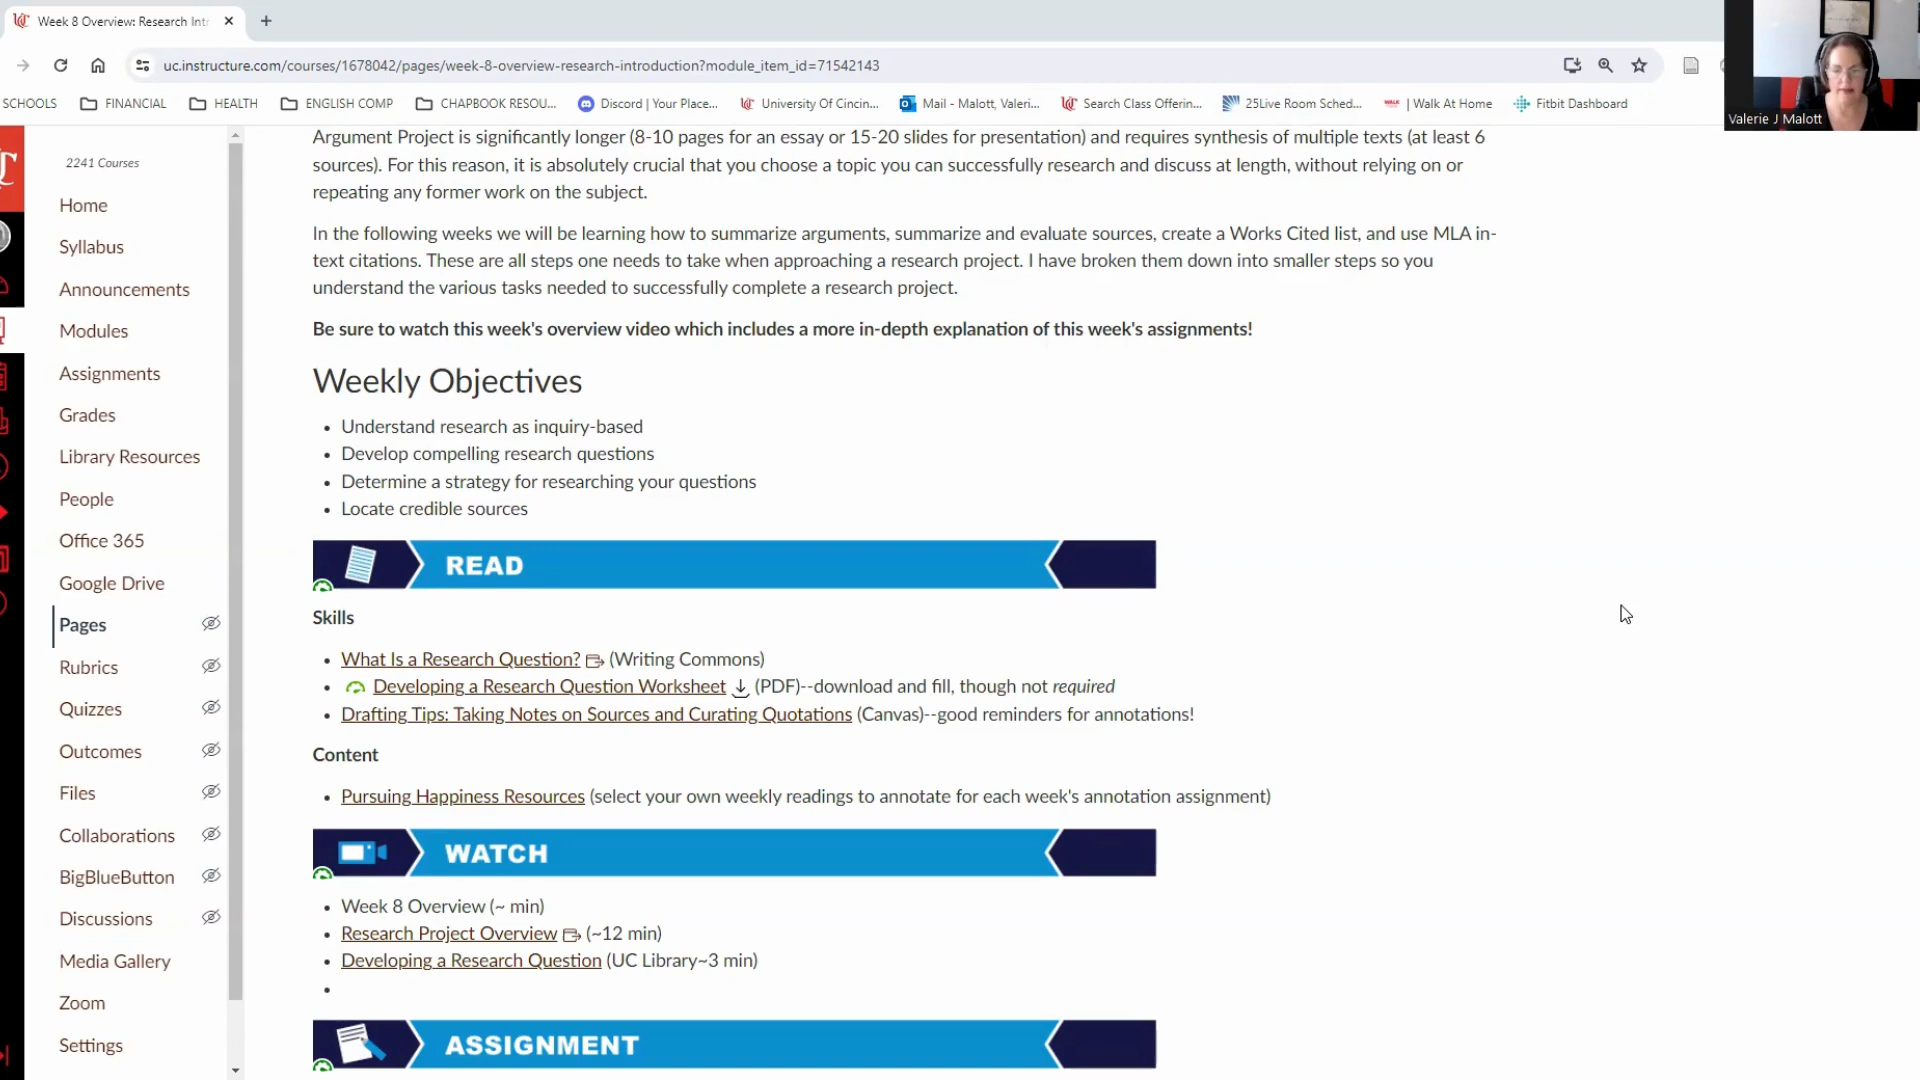 Week 8 Overview: Research Int
uc.instructure.com/courses/1678042/pages/week-8-overview-research-introduction?module_item_id=71542143
SCHOOLS
FINANCIAL
HEALTH
ENGLISH COMP
CHAPBOOK RESOU...
Discord | Your Place...
University Of Cincin...
Mail - Malott, Valeri...
Search Class Offerin...
25Live Room Sched...
WALK | Walk At Home
Fitbit Dashboard
Valerie J Malott
2241 Courses
Home
Syllabus
Announcements
Modules
Assignments
Grades
Library Resources
People
Office 365
Google Drive
Pages
Rubrics
Quizzes
Outcomes
Files
Collaborations
BigBlueButton
Discussions
Media Gallery
Zoom
Settings
Argument Project is significantly longer (8-10 pages for an essay or 15-20 slides for presentation) and requires synthesis of multiple texts (at least 6
sources). For this reason, it is absolutely crucial that you choose a topic you can successfully research and discuss at length, without relying on or
repeating any former work on the subject.
In the following weeks we will be learning how to summarize arguments, summarize and evaluate sources, create a Works Cited list, and use MLA in-
text citations. These are all steps one needs to take when approaching a research project. I have broken them down into smaller steps so you
understand the various tasks needed to successfully complete a research project.
Be sure to watch this week's overview video which includes a more in-depth explanation of this week's assignments!
Weekly Objectives
• Understand research as inquiry-based
• Develop compelling research questions
• Determine a strategy for researching your questions
• Locate credible sources
READ
Skills
• What Is a Research Question? (Writing Commons)
• Developing a Research Question Worksheet (PDF)--download and fill, though not required
• Drafting Tips: Taking Notes on Sources and Curating Quotations (Canvas)--good reminders for annotations!
Content
• Pursuing Happiness Resources (select your own weekly readings to annotate for each week's annotation assignment)
WATCH
• Week 8 Overview (~ min)
• Research Project Overview (~12 min)
• Developing a Research Question (UC Library~3 min)
•
ASSIGNMENT